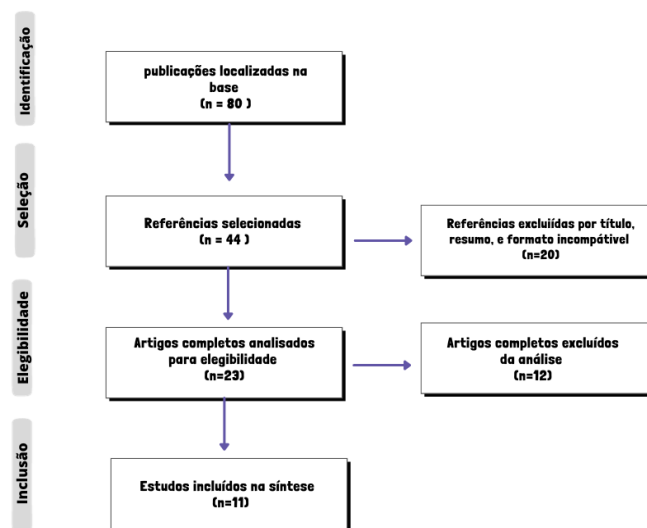 Identificação
publicações localizadas na
base
(n = 80 )
Seleção
Referências selecionadas
(n = 44 )
Referências excluiídas por título,
resumo, e formato incompátivel
(n=20)
Elegibilidade
Artigos completos analisados
para elegibilidade
(n=23)
Artigos completos excluídos
da análise
(n=12)
Inclusão
Estudos incluídos na síntese
(n=11)